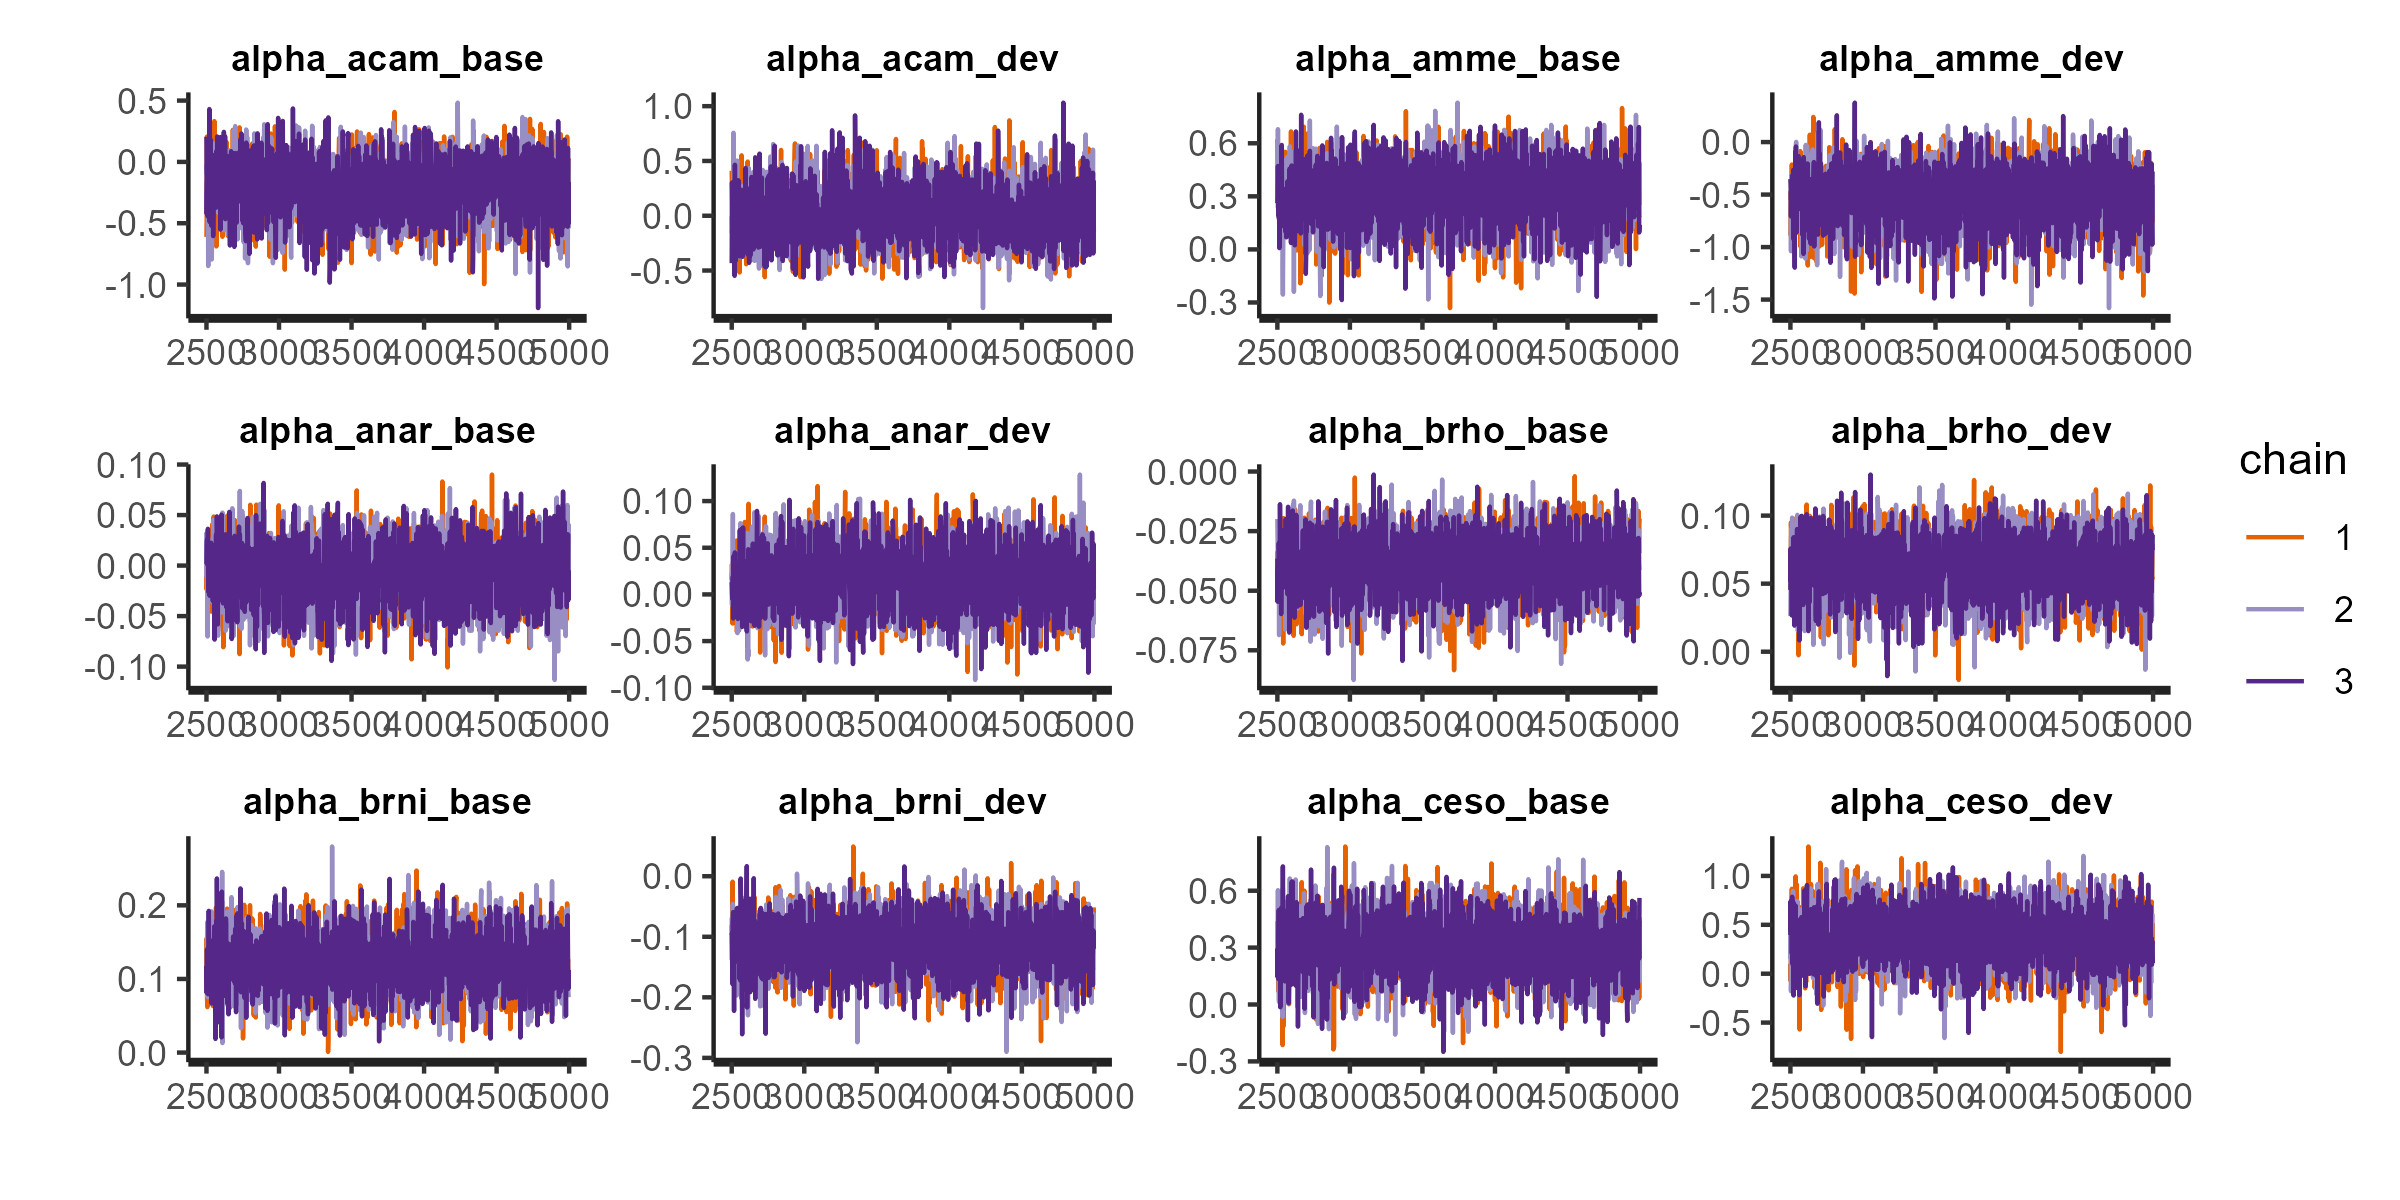 alpha_acam_base
0.5
0.0
-0.5
-1.0
2500 3000 3500 4000 4500 5000
alpha_acam_dev
1.0
0.5
0.0
-0.5
2500 3000 3500 4000 4500 5000
alpha_amme_base
0.6
0.3
0.0
-0.3
2500 3000 3500 4000 4500 5000
alpha_amme_dev
0.0
-0.5
-1.0
-1.5
2500 3000 3500 4000 4500 5000
alpha_anar_base
0.10
0.05
0.00
-0.05
-0.10
2500 3000 3500 4000 4500 5000
alpha_anar_dev
0.10
0.05
0.00
-0.05
-0.10
2500 3000 3500 4000 4500 5000
alpha_brho_base
0.000
-0.025
-0.050
-0.075
2500 3000 3500 4000 4500 5000
alpha_brho_dev
0.10
0.05
0.00
2500 3000 3500 4000 4500 5000
alpha_brni_base
0.2
0.1
0.0
2500 3000 3500 4000 4500 5000
alpha_brni_dev
0.0
-0.1
-0.2
-0.3
2500 3000 3500 4000 4500 5000
alpha_ceso_base
0.6
0.3
0.0
-0.3
2500 3000 3500 4000 4500 5000
alpha_ceso_dev
1.0
0.5
0.0
-0.5
2500 3000 3500 4000 4500 5000
chain
1
2
3